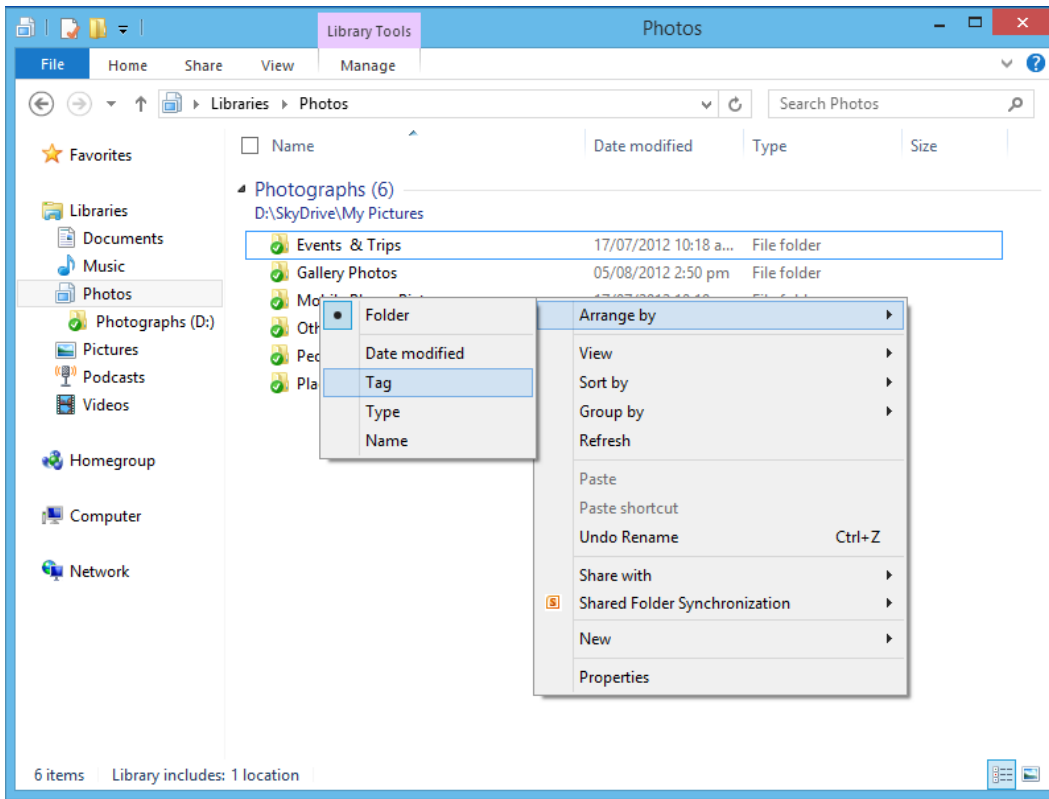 Library Tools
Photos
File Home Share View Manage
Libraries Photos
Search Photos
Favorites
Libraries
Documents
Music
Photos
Photographs (D:)
Pictures
Podcasts
Videos
Homegroup
Computer
Network
Name Date modified Type Size
Photographs (6)
D:\SkyDrive\My Pictures
Events & Trips 17/07/2012 10:18 a... File folder
Gallery Photos 05/08/2012 2:50 pm File folder
Folder
Date modified
Tag
Type
Name
Arrange by
View
Sort by
Group by
Refresh
Paste
Paste shortcut
Undo Rename Ctrl+Z
Share with
Shared Folder Synchronization
New
Properties
6 items Library includes: 1 location